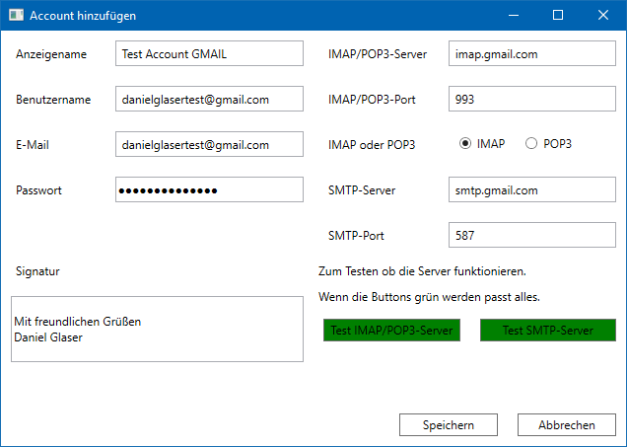 Account hinzufügen
Anzeigename
Test Account GMAIL
IMAP/POP3-Server
imap.gmail.com
Benutzername
danielglasertest@gmail.com
IMAP/POP3-Port
993
E-Mail
danielglasertest@gmail.com
IMAP oder POP3
IMAP
POP3
Passwort
●●●●●●●●●●●●●●
SMTP-Server
smtp.gmail.com
SMTP-Port
587
Signatur
Mit freundlichen Grüßen
Daniel Glaser
Zum Testen ob die Server funktionieren.
Wenn die Buttons grün werden passt alles.
Test IMAP/POP3-Server
Test SMTP-Server
Speichern
Abbrechen